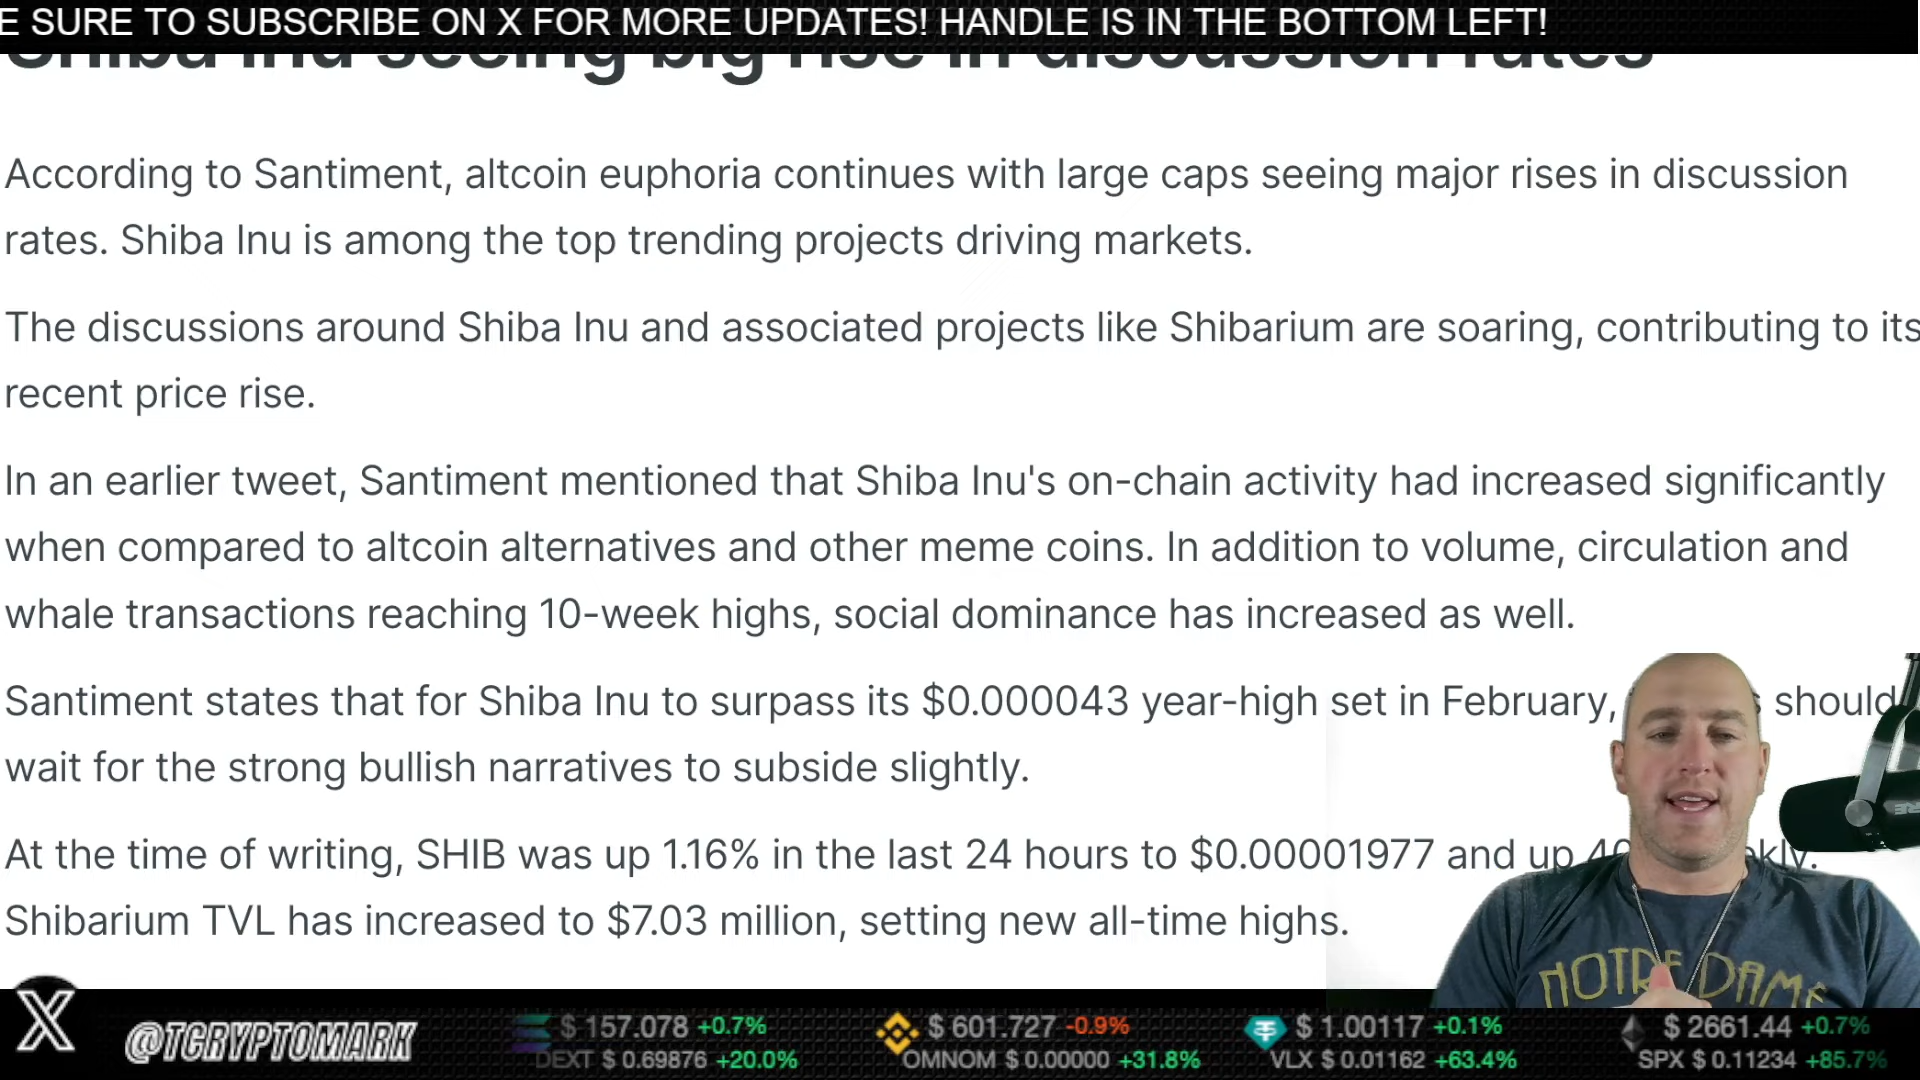 E SURE TO SUBSCRIBE ON X FOR MORE UPDATES! HANDLE IS IN THE BOTTOM LEFT!
Shiba Inu seeing big rise in discussion rates
According to Santiment, altcoin euphoria continues with large caps seeing major rises in discussion
rates. Shiba Inu is among the top trending projects driving markets.
The discussions around Shiba Inu and associated projects like Shibarium are soaring, contributing to its
recent price rise.
In an earlier tweet, Santiment mentioned that Shiba Inu's on-chain activity had increased significantly
when compared to altcoin alternatives and other meme coins. In addition to volume, circulation and
whale transactions reaching 10-week highs, social dominance has increased as well.
Santiment states that for Shiba Inu to surpass its $0.000043 year-high set in February, should
wait for the strong bullish narratives to subside slightly.
At the time of writing, SHIB was up 1.16% in the last 24 hours to $0.00001977 and up
Shibarium TVL has increased to $7.03 million, setting new all-time highs.
NOTRE DAME
X @TCRYPTOMARK
$ 157.078 +0.7% $ 601.727 -0.9% $ 1.00117 +0.1% $ 2661.44 +0.7%
DEXT $ 0.69876 +20.0% OMNOM $ 0.00000 +31.8% VLX $ 0.01162 +63.4% SPX $ 0.11234 +85.7%